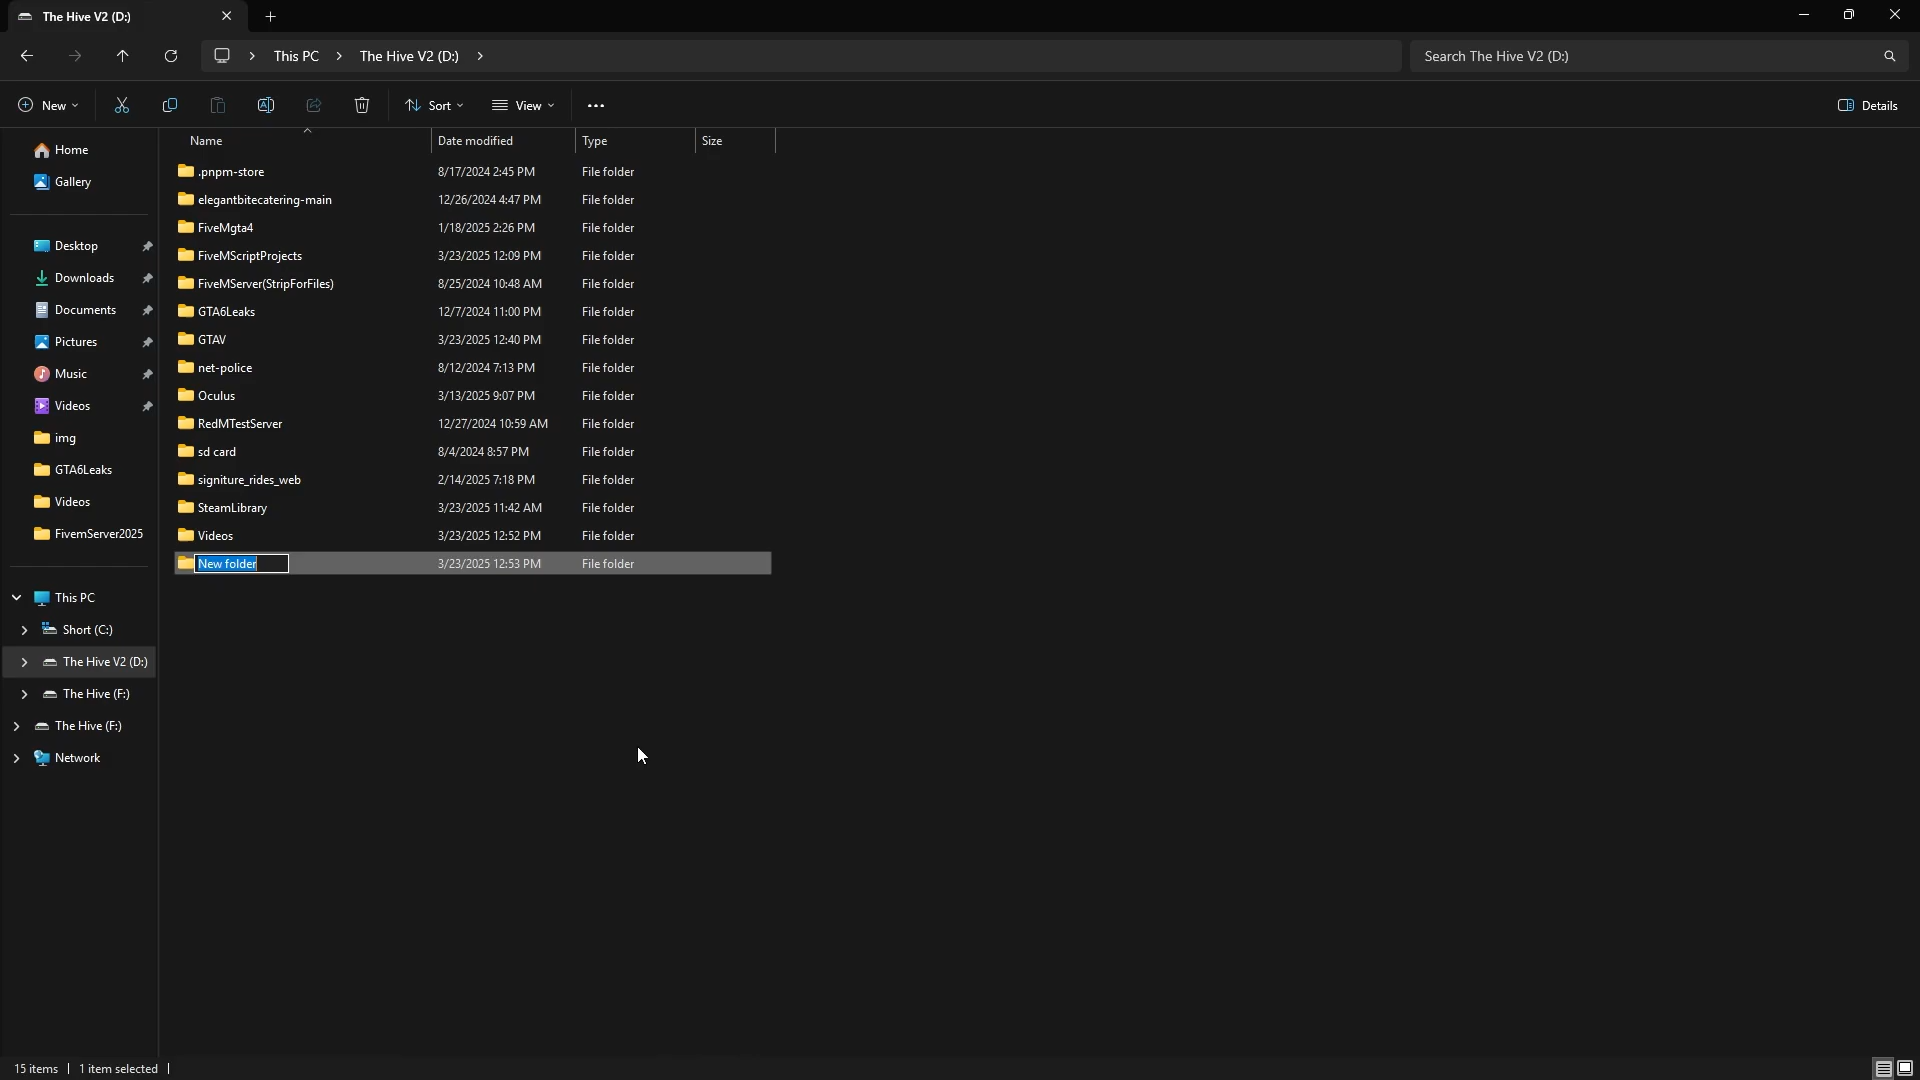 The Hive V2 (D:)
This PC The Hive V2 (D:)
Search The Hive V2 (D:)
New Sort View Details
Name Date modified Type Size
.pnpm-store 8/17/2024 2:45 PM File folder
elegantbitecatering-main 12/26/2024 4:47 PM File folder
FiveMgta4 1/18/2025 2:26 PM File folder
FiveMScriptProjects 3/23/2025 12:09 PM File folder
FiveMServer(StripForFiles) 8/25/2024 10:48 AM File folder
GTA6Leaks 12/7/2024 11:00 PM File folder
GTAV 3/23/2025 12:40 PM File folder
net-police 8/12/2024 7:13 PM File folder
Oculus 3/13/2025 9:07 PM File folder
RedMTestServer 12/27/2024 10:59 AM File folder
sd card 8/4/2024 8:57 PM File folder
signiture_rides_web 2/14/2025 7:18 PM File folder
SteamLibrary 3/23/2025 11:42 AM File folder
Videos 3/23/2025 12:52 PM File folder
New folder 3/23/2025 12:53 PM File folder
Home
Gallery
Desktop
Downloads
Documents
Pictures
Music
Videos
img
GTA6Leaks
Videos
FivemServer2025
This PC
Short (C:)
The Hive V2 (D:)
The Hive (F:)
The Hive (F:)
Network
15 items 1 item selected